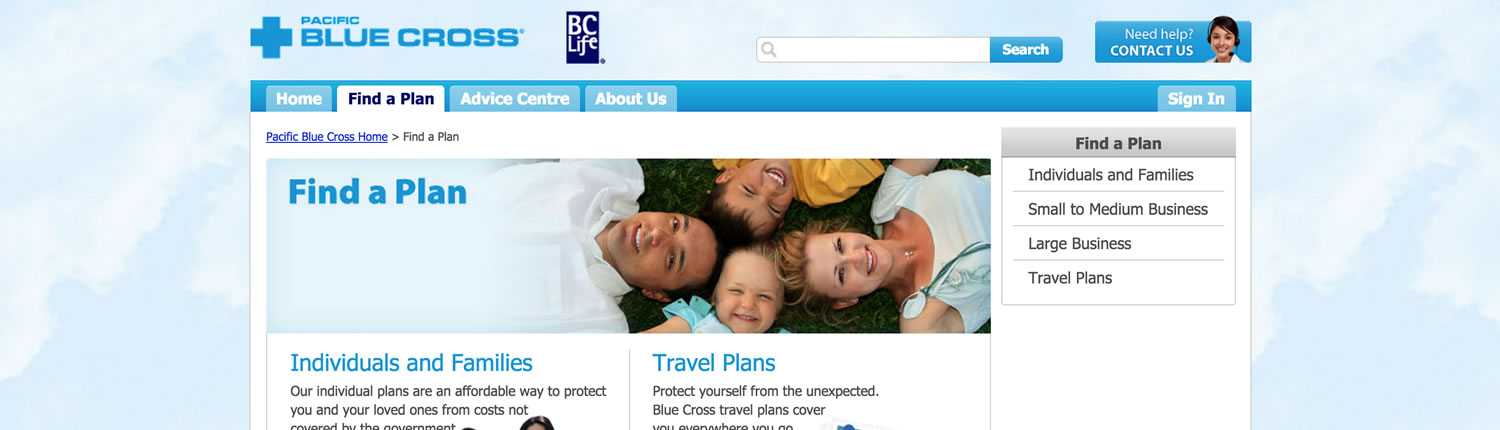 PACIFIC
BLUE CROSS®
BC
Life®
Search
Need help?
CONTACT US
Home
Find a Plan
Advice Centre
About Us
Sign In
Pacific Blue Cross Home > Find a Plan
Find a Plan
Individuals and Families
Our individual plans are an affordable way to protect
you and your loved ones from costs not
covered by the government.
Travel Plans
Protect yourself from the unexpected.
Blue Cross travel plans cover
you everywhere you go.
Find a Plan
Individuals and Families
Small to Medium Business
Large Business
Travel Plans